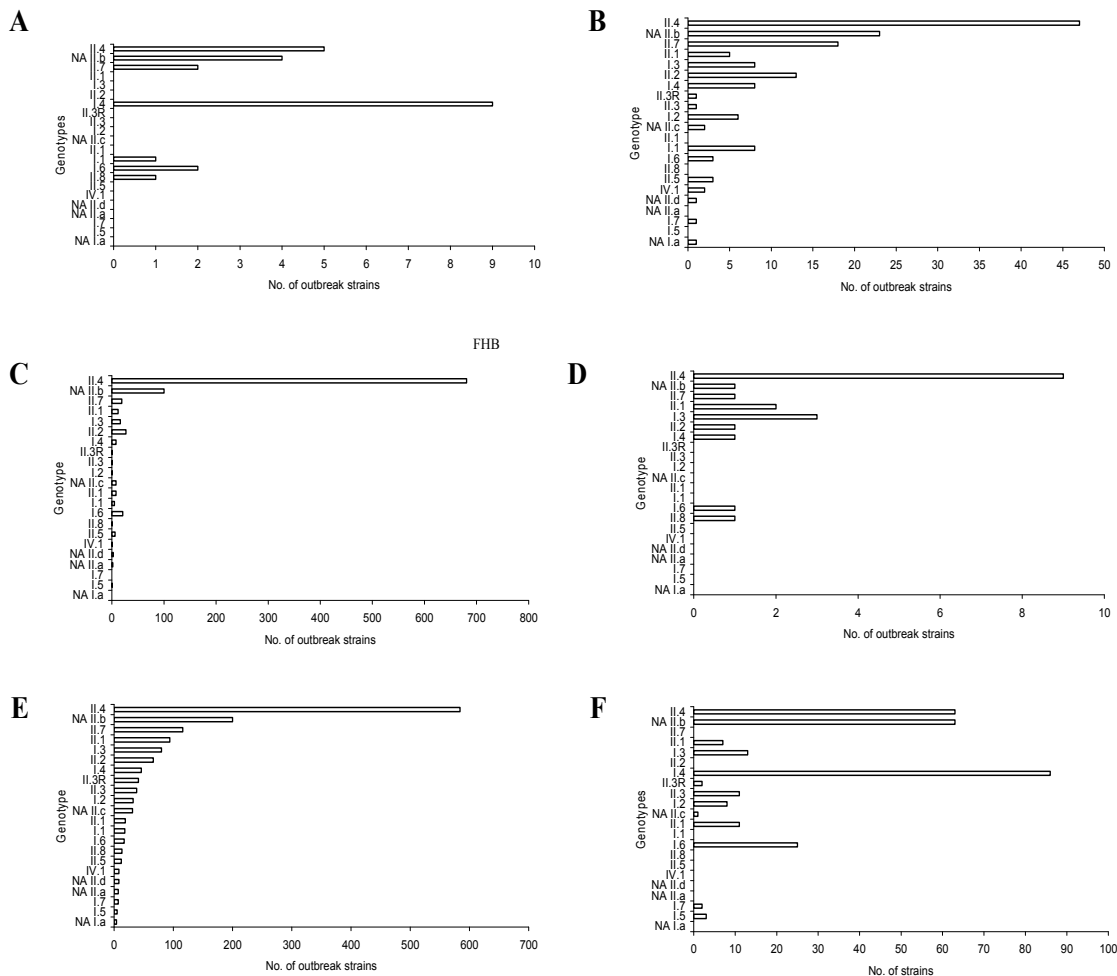 A
Genotypes
II.4
NA II.b
II.7
II.1
I.3
II.2
I.4
II.3R
II.3
I.2
NA II.c
II.1
I.1
I.6
II.8
II.5
IV.1
NA II.d
NA II.a
I.7
I.5
NA I.a
0 1 2 3 4 5 6 7 8 9 10
No. of outbreak strains
B
Genotype
II.4
NA II.b
II.7
II.1
I.3
II.2
I.4
II.3R
II.3
I.2
NA II.c
II.1
I.1
I.6
II.8
II.5
IV.1
NA II.d
NA II.a
I.7
I.5
NA I.a
0 5 10 15 20 25 30 35 40 45 50
No. of outbreak strains
FHB
C
Genotype
II.4
NA II.b
II.7
II.1
I.3
II.2
I.4
II.3R
II.3
I.2
NA II.c
II.1
I.1
I.6
II.8
II.5
IV.1
NA II.d
NA II.a
I.7
I.5
NA I.a
0 100 200 300 400 500 600 700 800
No. of outbreak strains
D
Genotype
II.4
NA II.b
II.7
II.1
I.3
II.2
I.4
II.3R
II.3
I.2
NA II.c
II.1
I.1
I.6
II.8
II.5
IV.1
NA II.d
NA II.a
I.7
I.5
NA I.a
0 2 4 6 8 10
No. of outbreak strains
E
Genotype
II.4
NA II.b
II.7
II.1
I.3
II.2
I.4
II.3R
II.3
I.2
NA II.c
II.1
I.1
I.6
II.8
II.5
IV.1
NA II.d
NA II.a
I.7
I.5
NA I.a
0 100 200 300 400 500 600 700
No. of outbreak strains
F
Genotypes
II.4
NA II.b
II.7
II.1
I.3
II.2
I.4
II.3R
II.3
I.2
NA II.c
II.1
I.1
I.6
II.8
II.5
IV.1
NA II.d
NA II.a
I.7
I.5
NA I.a
0 10 20 30 40 50 60 70 80 90 100
No. of strains